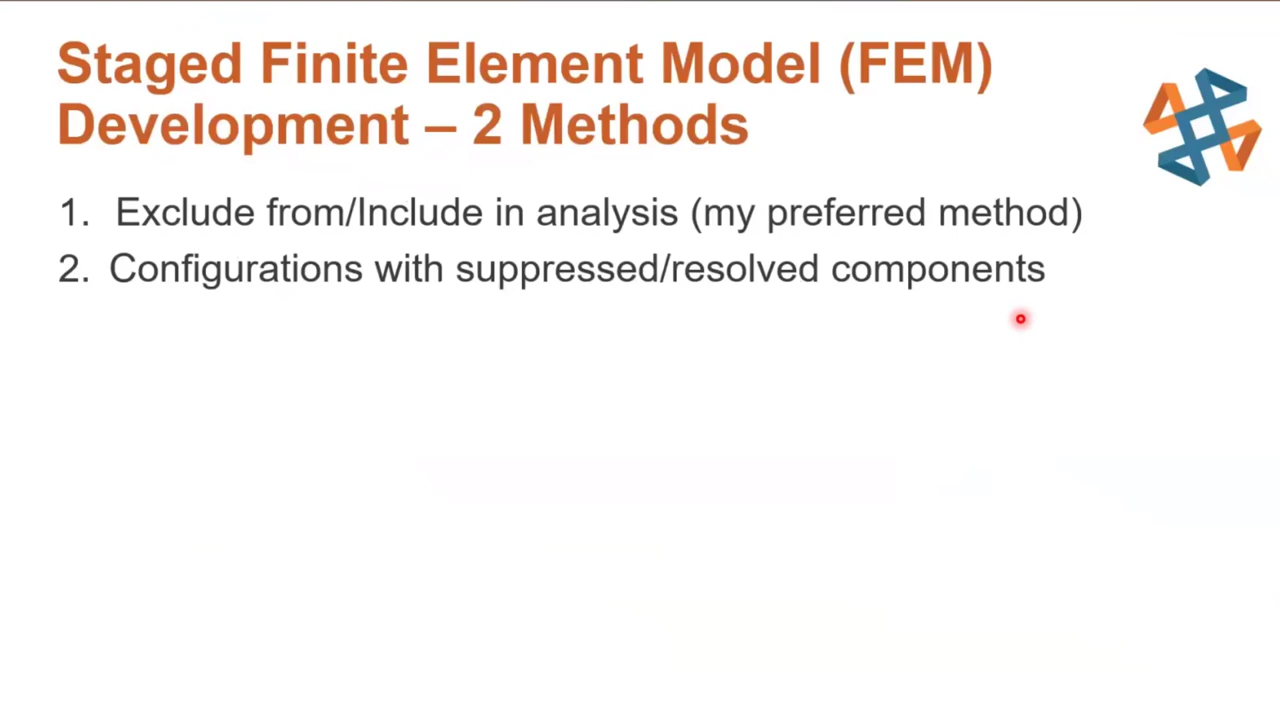 Staged Finite Element Model (FEM)
Development – 2 Methods
1. Exclude from/Include in analysis (my preferred method)
2. Configurations with suppressed/resolved components